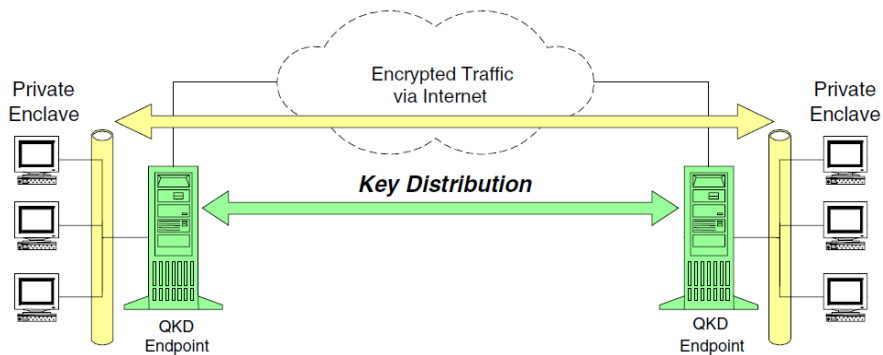 Encrypted Traffic
via Internet
Private
Enclave
Private
Enclave
Key Distribution
QKD
Endpoint
QKD
Endpoint